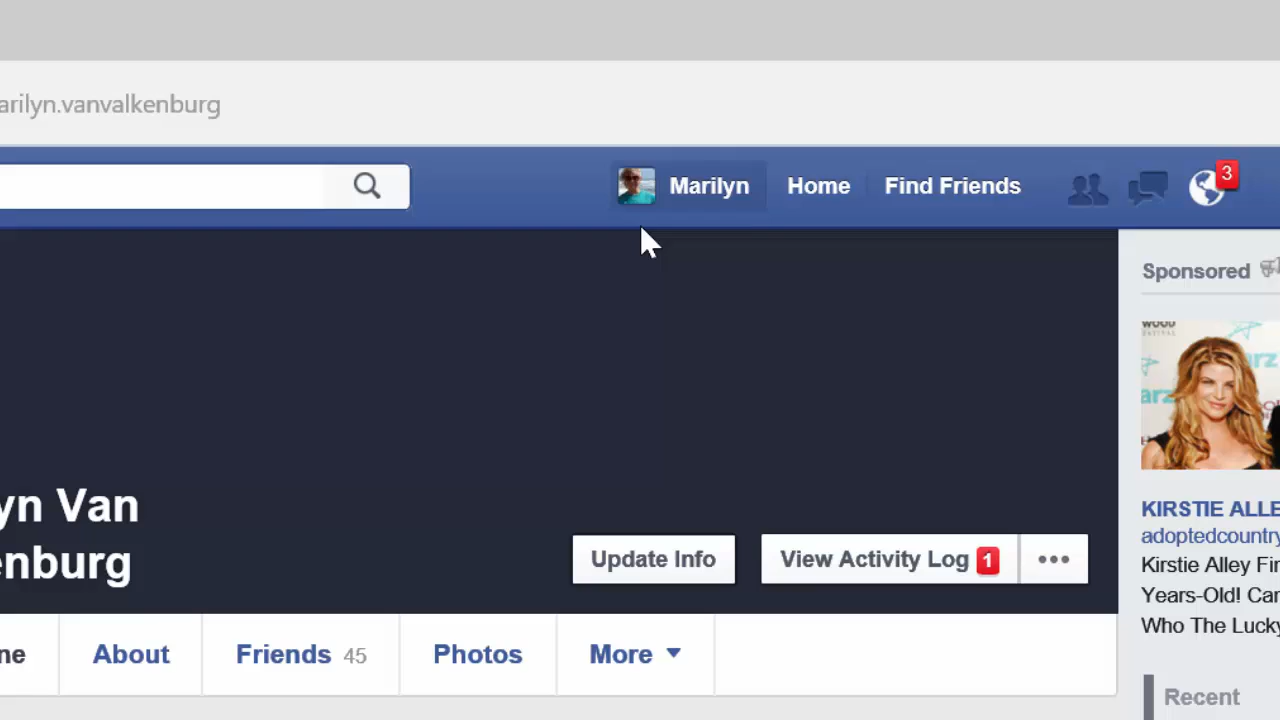 arilyn.vanvalkenburg
Marilyn
Home
Find Friends
3
Sponsored
KIRSTIE ALLE
adoptedcountry
Kirstie Alley Fir
Years-Old! Car
Who The Lucky
yn Van
enburg
Update Info
View Activity Log 1
ne
About
Friends 45
Photos
More
Recent